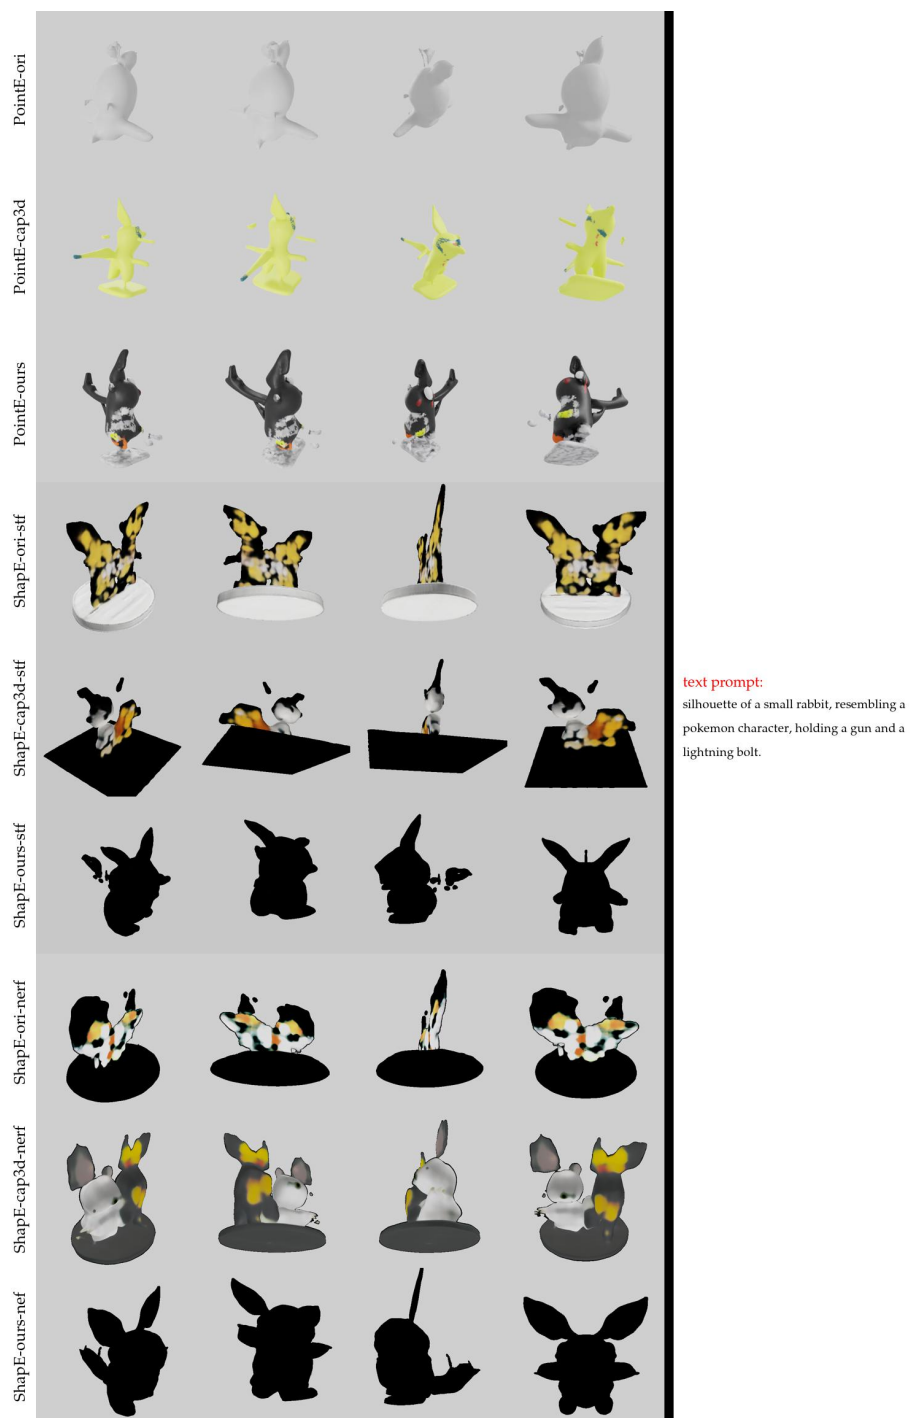 PointE-ori
PointE-cap3d
PointE-ours
ShapE-ori-stf
ShapE-cap3d-stf
text prompt:
silhouette of a small rabbit, resembling a
pokemon character, holding a gun and a
lightning bolt.
ShapE-ours-stf
ShapE-ori-nerf
ShapE-cap3d-nerf
ShapE-ours-nef